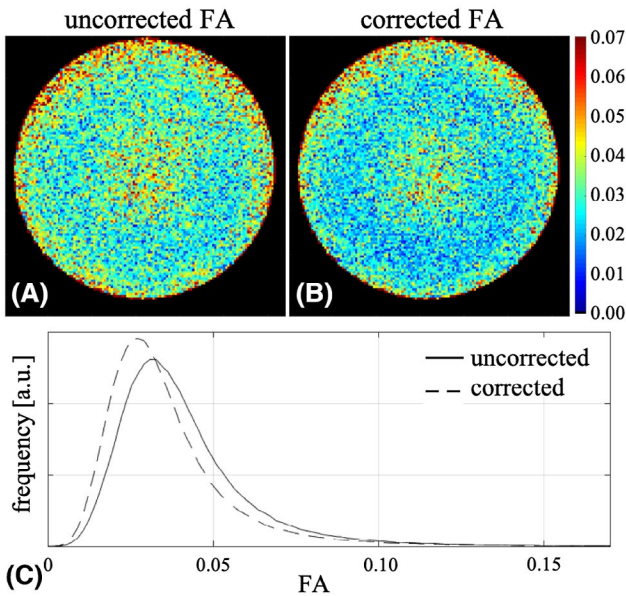 uncorrected FA
corrected FA
0.07
0.06
0.05
0.04
0.03
0.02
0.01
0.00
(A)
(B)
frequency [a.u.]
uncorrected
corrected
0
0.05
0.10
0.15
FA
(C)